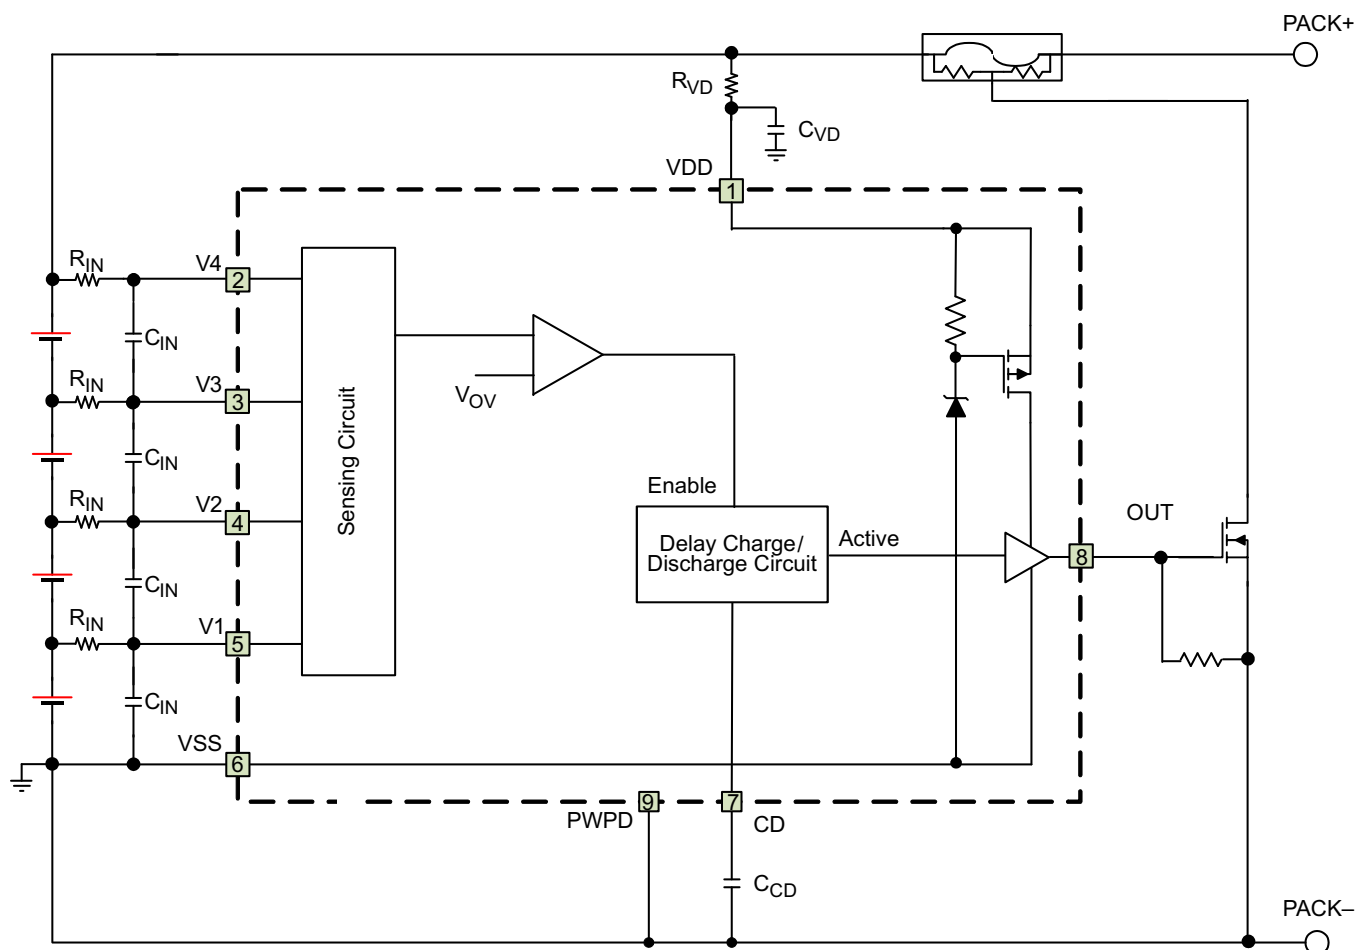 PACK+
RVD
CVD
VDD
1
RIN
V4
2
CIN
RIN
V3
3
VOV
CIN
Sensing Circuit
RIN
V2
4
Enable
OUT
Delay Charge/
Discharge Circuit
Active
8
CIN
RIN
V1
5
CIN
VSS
6
9
7
PWPD
CD
CCD
PACK–